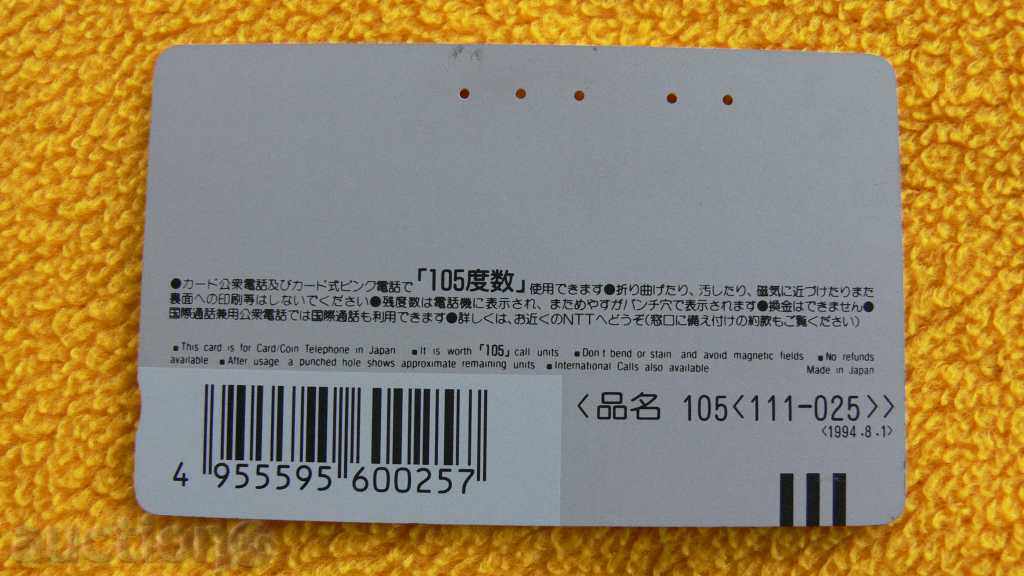 ●カード公衆電話及びカード式ピンク電話で「105度数」使用できます●折り曲げたり、汚したり、磁気に近づけたりまた
裏面への印刷等はしないでください●残度数は電話機に表示され、まためやすがパンチ穴で表示されます●換金はできません●
国際通話兼用公衆電話では国際通話も利用できます●詳しくは、お近くのNTTへどうぞ(窓口に備え付けの約款もご覧ください)
■This card is for Card/Coin Telephone in Japan ■It is worth「105」call units ■Don't bend or stain and avoid magnetic fields ■No refunds
available ■After usage a punched hole shows approximate remaining units ■International Calls also available Made in Japan
〈品名 105〈111-025〉〉
〈1994.8.1〉
4 955595 600257
auction